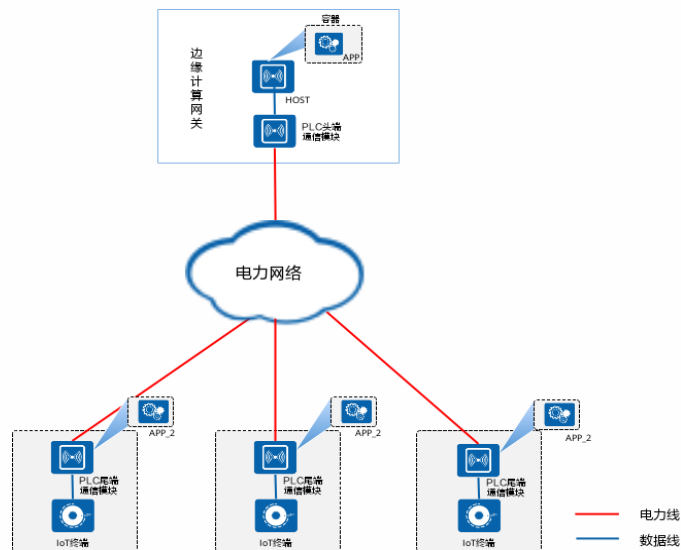 容器
APP
边缘计算网关
HOST
PLC头端
通信模块
电力网络
APP_2
APP_2
APP_2
PLC尾端
通信模块
PLC尾端
通信模块
PLC尾端
通信模块
IoT终端
IoT终端
IoT终端
电力线
数据线